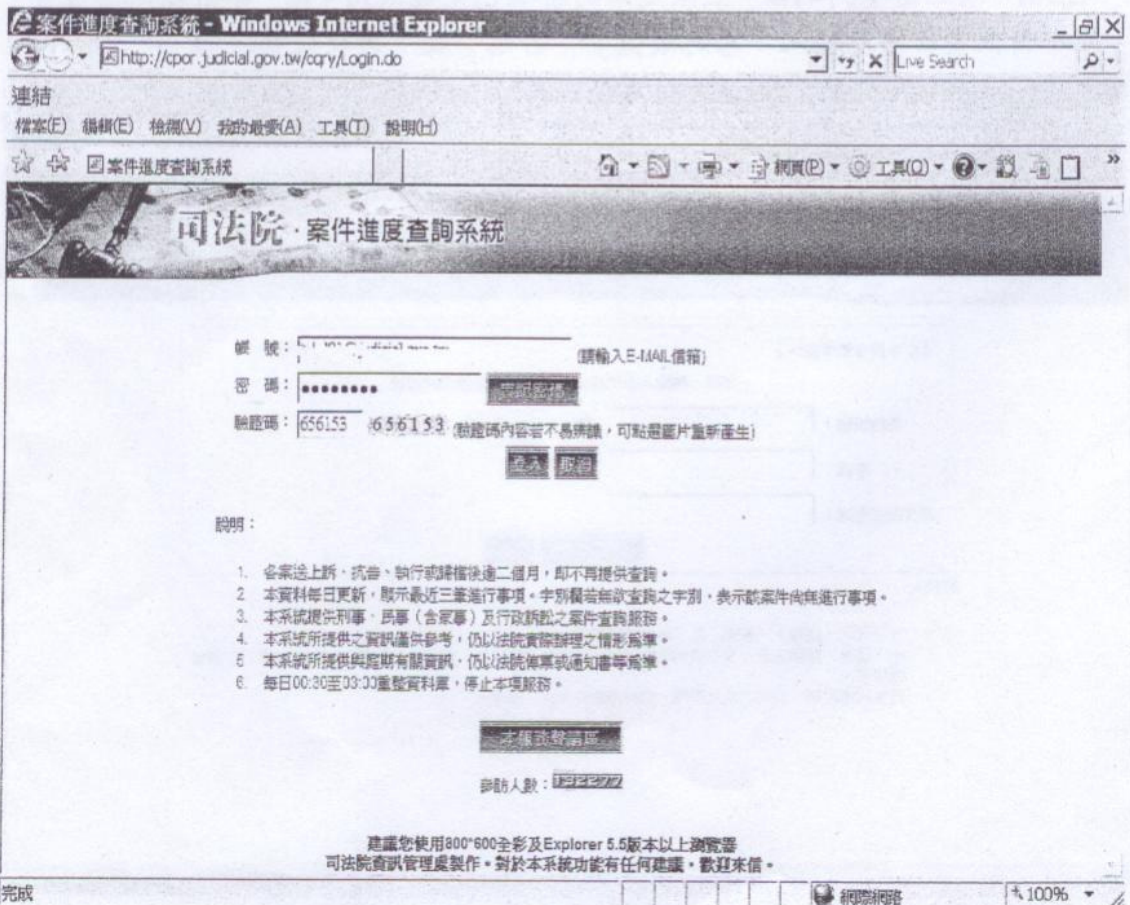 案件進度查詢系統 - Windows Internet Explorer
http://cpor.judicial.gov.tw/cqry/Login.do
Live Search
連結
檔案(F) 編輯(E) 檢視(V) 我的最愛(A) 工具(T) 說明(H)
案件進度查詢系統
網頁(P) 工具(O)
司法院‧案件進度查詢系統
帳 號：
(請輸入E-MAIL信箱)
密 碼：
驗證碼： 656153 656153 (驗證碼內容若不易辨識，可點選圖片重新產生)
登入 取消
說明：
1. 各案送上訴、抗告、執行或歸檔後逾二個月，即不再提供查詢。
2 本資料每日更新，顯示最近三筆進行事項。字別欄若無欲查詢之字別，表示該案件尚無進行事項。
3. 本系統提供刑事、民事（含家事）及行政訴訟之案件查詢服務。
4. 本系統所提供之資訊僅供參考，仍以法院實際辦理之情形為準。
5 本系統所提供與庭期有關資訊，仍以法院傳票或通知書等為準。
6. 每日00:30至03:00重整資料庫，停止本項服務。
參訪人數：
建議您使用800*600全彩及Explorer 5.5版本以上瀏覽器
司法院資訊管理處製作。對於本系統功能有任何建議，歡迎來信。
完成
網際網路
100%